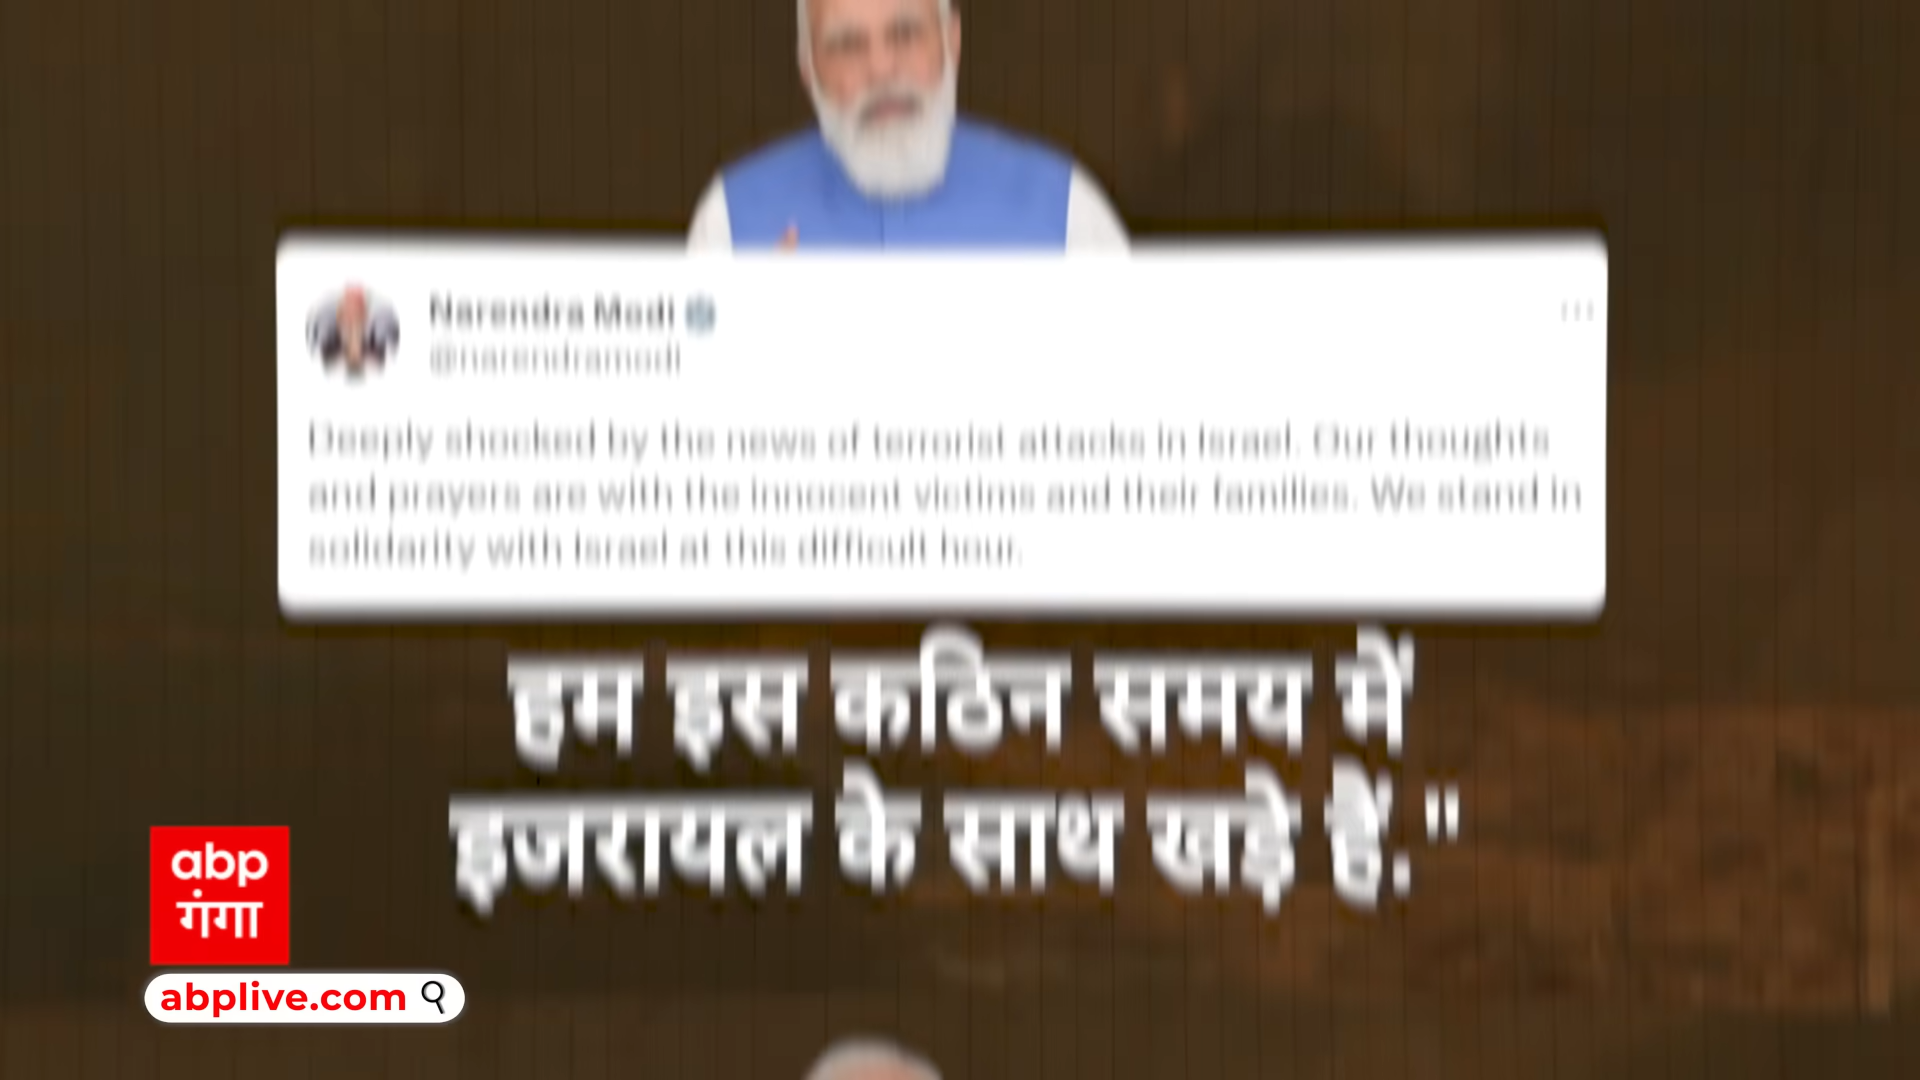 Narendra Modi
@narendramodi
Deeply shocked by the news of terrorist attacks in Israel. Our thoughts
and prayers are with the innocent victims and their families. We stand in
solidarity with Israel at this difficult hour.
हम इस कठिन समय में
इजरायल के साथ खड़े हैं."
abp
गंगा
abplive.com